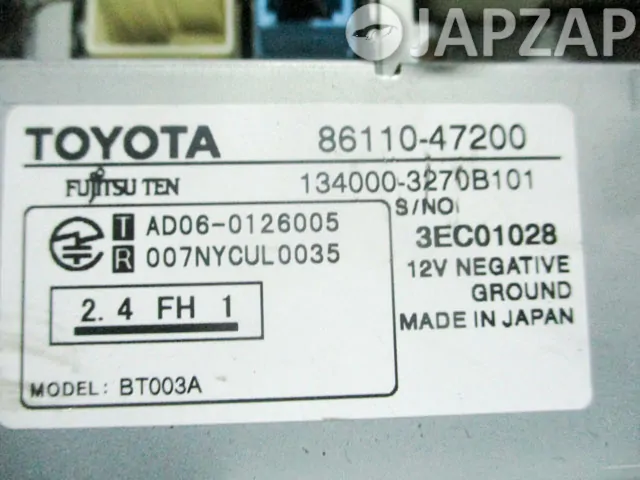 JAPZAP
TOYOTA 86110-47200
FUJITSU TEN 134000-3270B101
S/NO.
T AD06-0126005
R 007NYCUL0035
3EC01028
12V NEGATIVE
GROUND
2.4 FH 1
MADE IN JAPAN
MODEL: BT003A